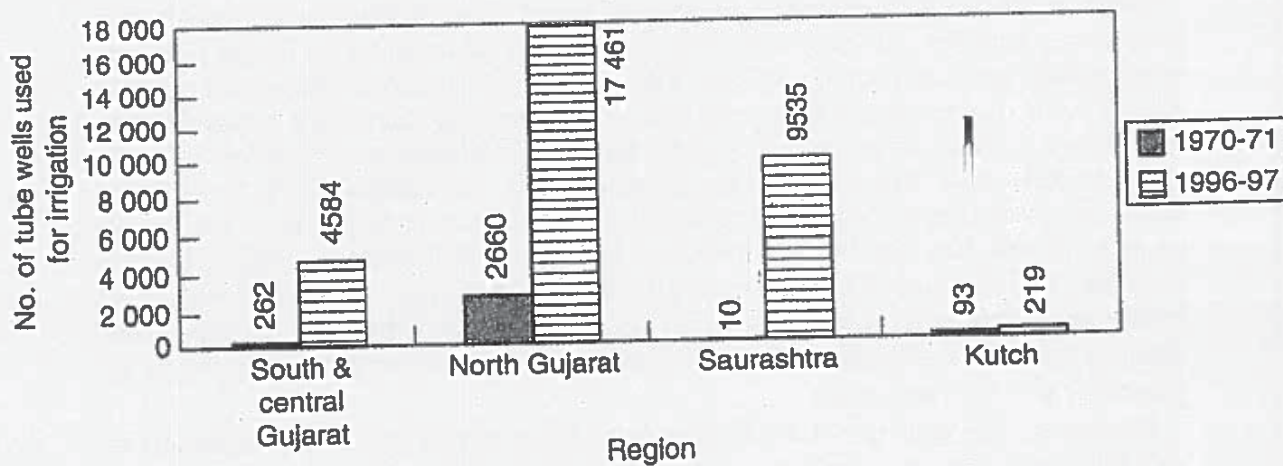 No. of tube wells used
for irrigation
18 000
16 000
14 000
12 000
10 000
8 000
6 000
4 000
2 000
0
262
4584
2660
17 461
10
9535
93
219
South &
central
Gujarat
North Gujarat
Saurashtra
Kutch
Region
1970-71
1996-97